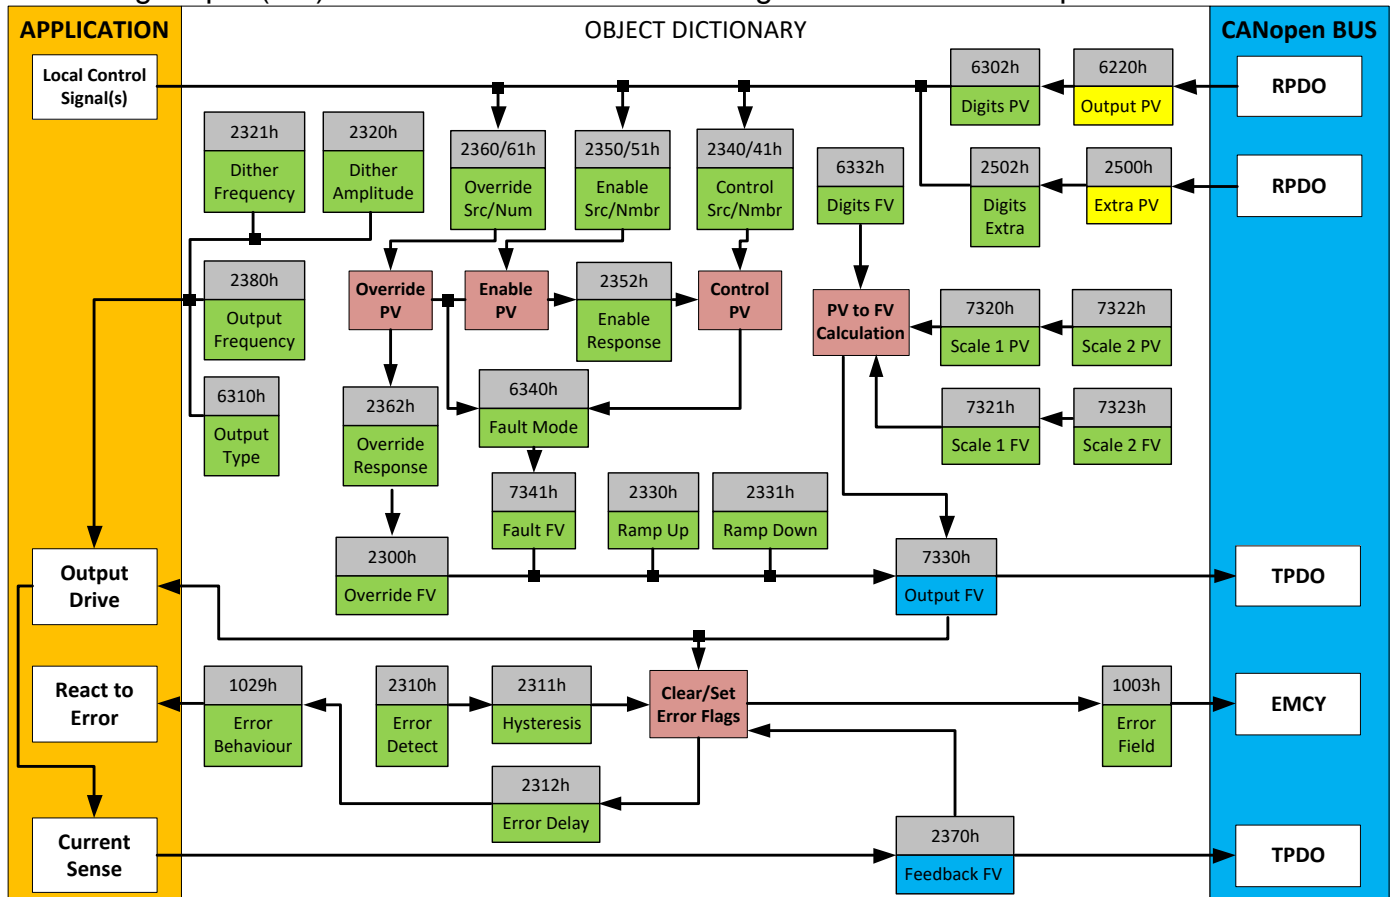 APPLICATION
OBJECT DICTIONARY
CANopen BUS
Local Control
Signal(s)
6302h
Digits PV
6220h
Output PV
RPDO
2321h
Dither
Frequency
2320h
Dither
Amplitude
2360/61h
Override
Src/Num
2350/51h
Enable
Src/Nmbr
2340/41h
Control
Src/Nmbr
6332h
Digits FV
2502h
Digits
Extra
2500h
Extra PV
RPDO
2380h
Output
Frequency
Override
PV
Enable
PV
2352h
Enable
Response
Control
PV
PV to FV
Calculation
7320h
Scale 1 PV
7322h
Scale 2 PV
6310h
Output
Type
2362h
Override
Response
6340h
Fault Mode
7321h
Scale 1 FV
7323h
Scale 2 FV
7341h
Fault FV
2330h
Ramp Up
2331h
Ramp Down
Output
Drive
2300h
Override FV
7330h
Output FV
TPDO
React to
Error
1029h
Error
Behaviour
2310h
Error
Detect
2311h
Hysteresis
Clear/Set
Error Flags
1003h
Error
Field
EMCY
2312h
Error Delay
Current
Sense
2370h
Feedback FV
TPDO